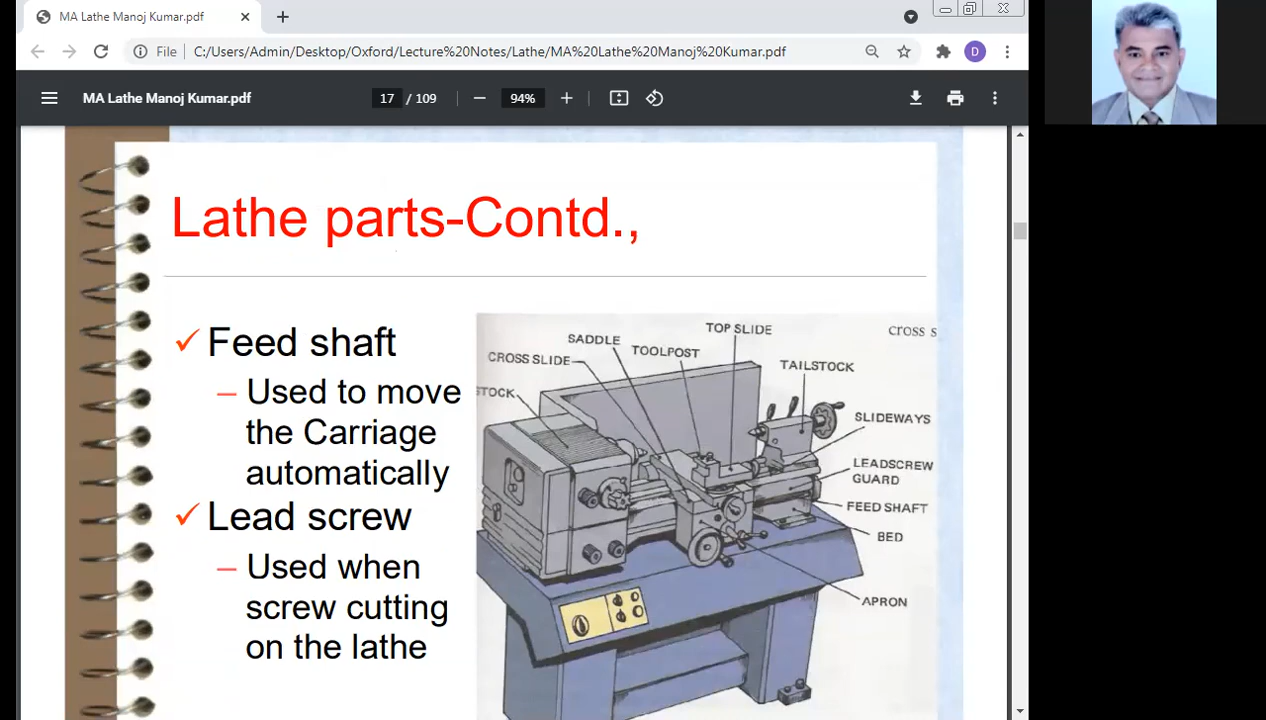 MA Lathe Manoj Kumar.pdf
File
C:/Users/Admin/Desktop/Oxford/Lecture%20Notes/Lathe/MA%20Lathe%20Manoj%20Kumar.pdf
D
MA Lathe Manoj Kumar.pdf
17 / 109
94%
Lathe parts-Contd.,
✓ Feed shaft
– Used to move
the Carriage
automatically
✓ Lead screw
– Used when
screw cutting
on the lathe
TOP SLIDE
cross s
SADDLE
TOOLPOST
CROSS SLIDE
TAILSTOCK
STOCK
SLIDEWAYS
LEADSCREW
GUARD
FEED SHAFT
BED
APRON